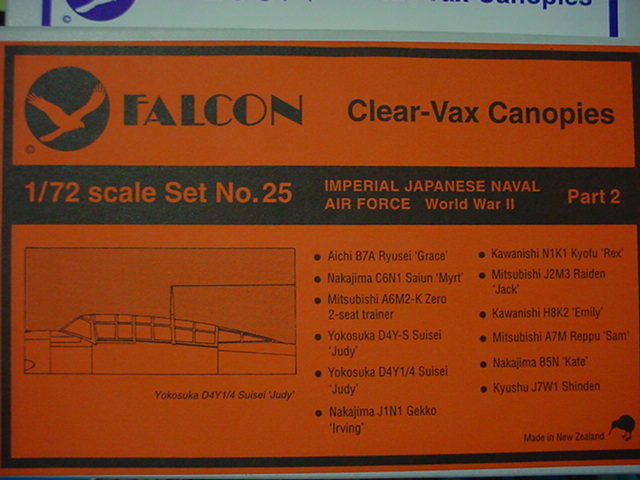 Clear-Vax Canopies
©
FALCON
Clear-Vax Canopies
©
1/72 scale Set No. 25
IMPERIAL JAPANESE NAVAL
AIR FORCE World War II
Part 2
• Aichi B7A Ryusei 'Grace'
• Nakajima C6N1 Saiun 'Myrt'
• Mitsubishi A6M2-K Zero
2-seat trainer
• Yokosuka D4Y-S Suisei
'Judy'
• Yokosuka D4Y1/4 Suisei
'Judy'
• Nakajima J1N1 Gekko
'Irving'
• Kawanishi N1K1 Kyofu 'Rex'
• Mitsubishi J2M3 Raiden
'Jack'
• Kawanishi H8K2 'Emily'
• Mitsubishi A7M Reppu 'Sam'
• Nakajima B5N 'Kate'
• Kyushu J7W1 Shinden
Yokosuka D4Y1/4 Suisei 'Judy'
Made in New Zealand